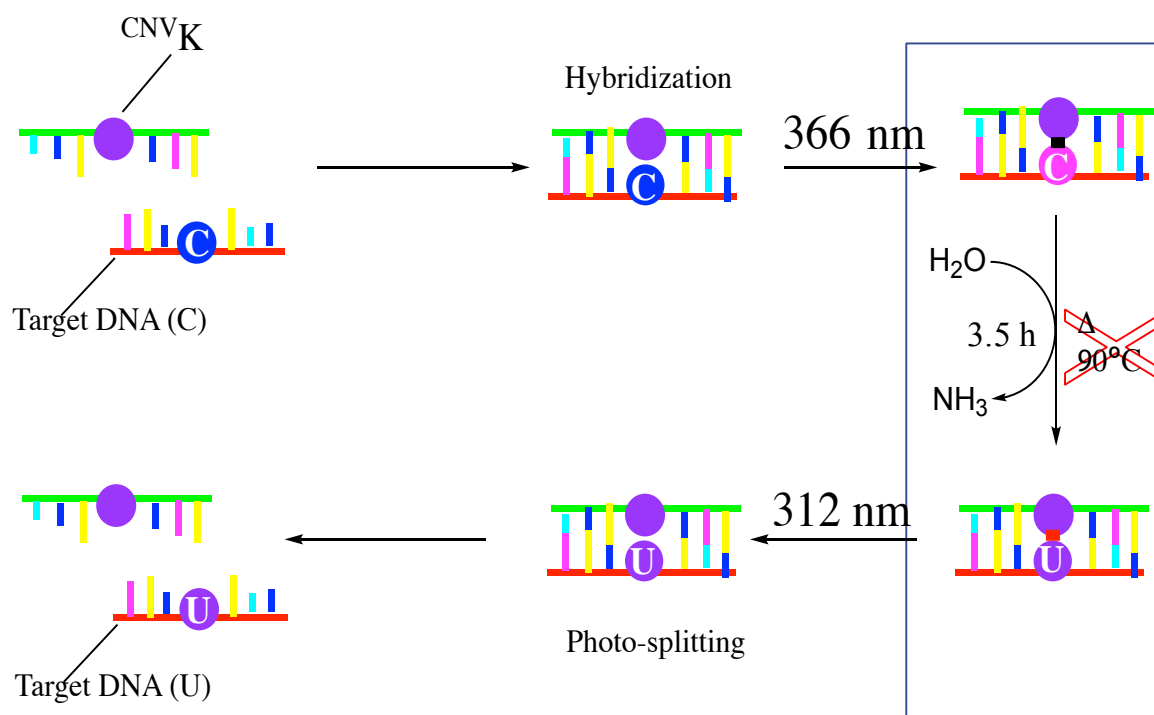 CNVK
Hybridization
366 nm
C
C
C
Target DNA (C)
H2O
3.5 h
Δ
90°C
NH3
312 nm
U
U
U
Photo-splitting
Target DNA (U)